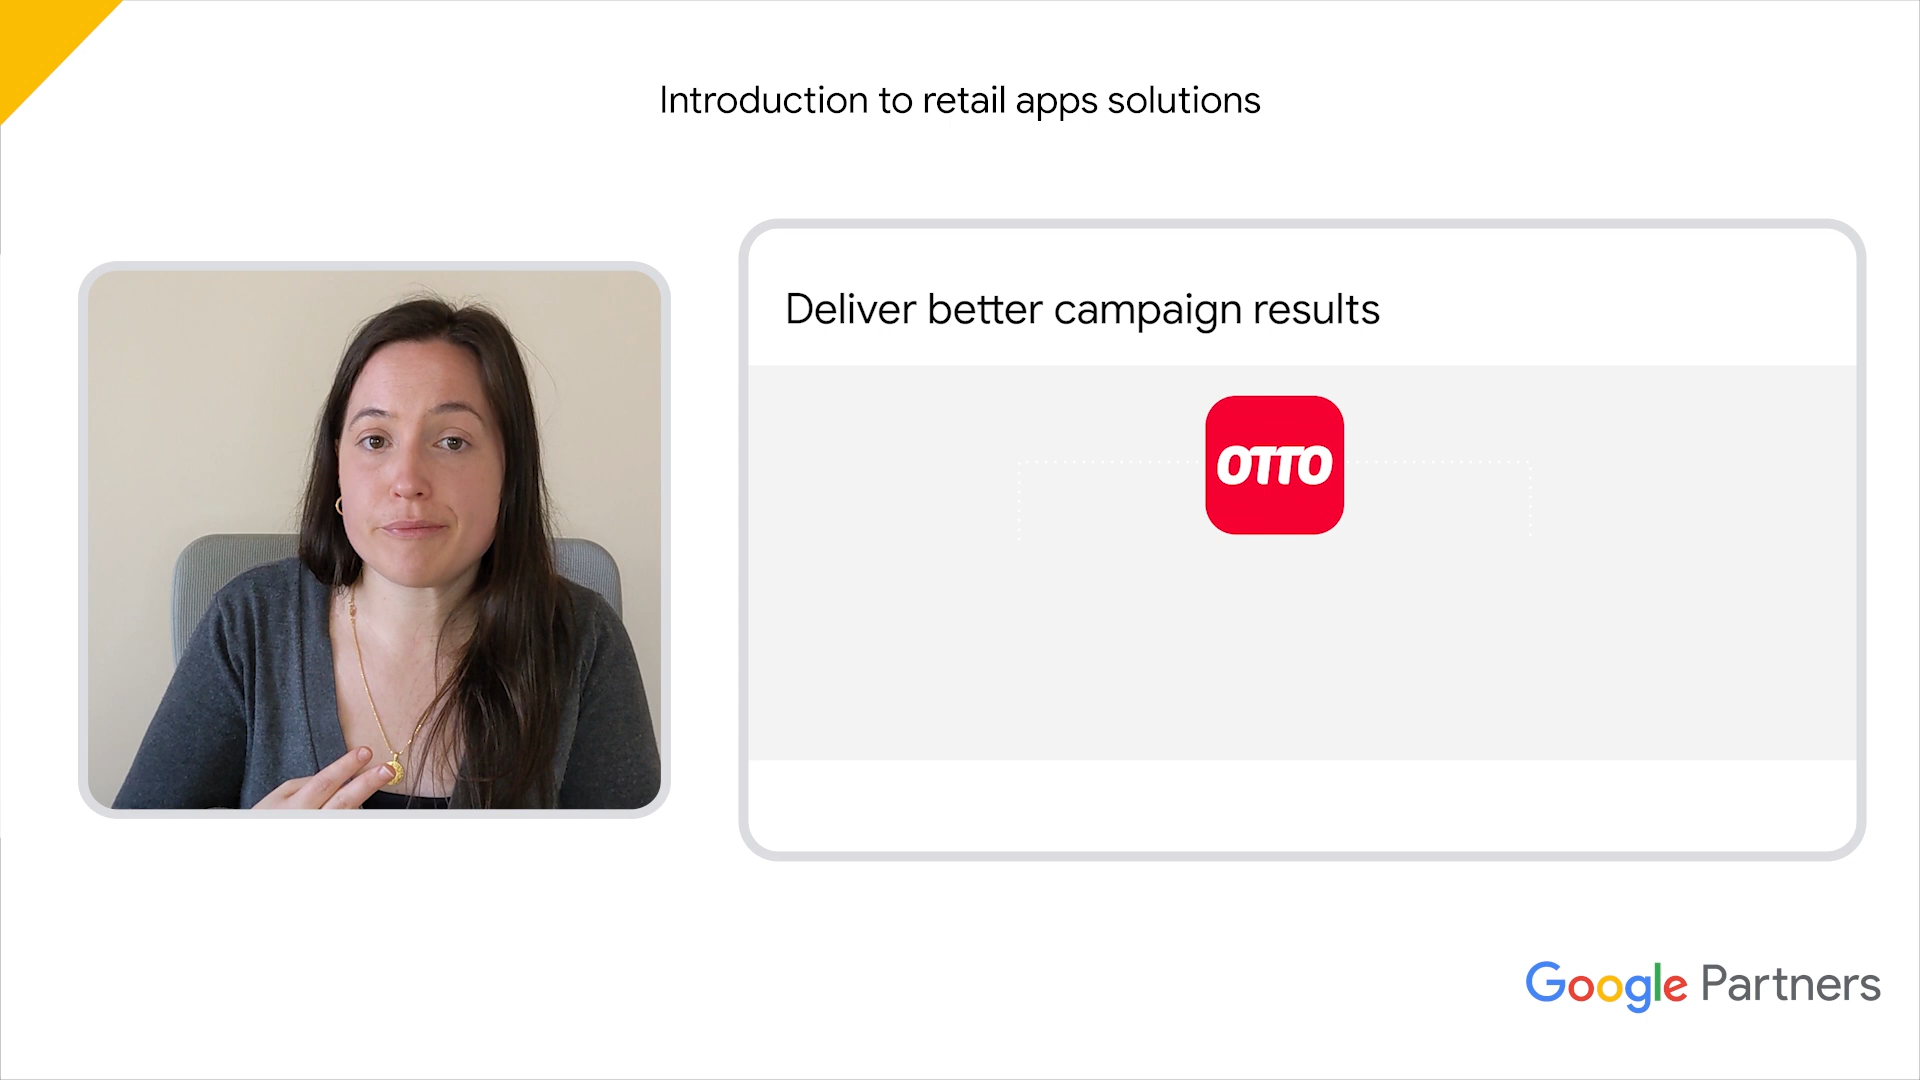 Introduction to retail apps solutions
Deliver better campaign results
OTTO
Google Partners